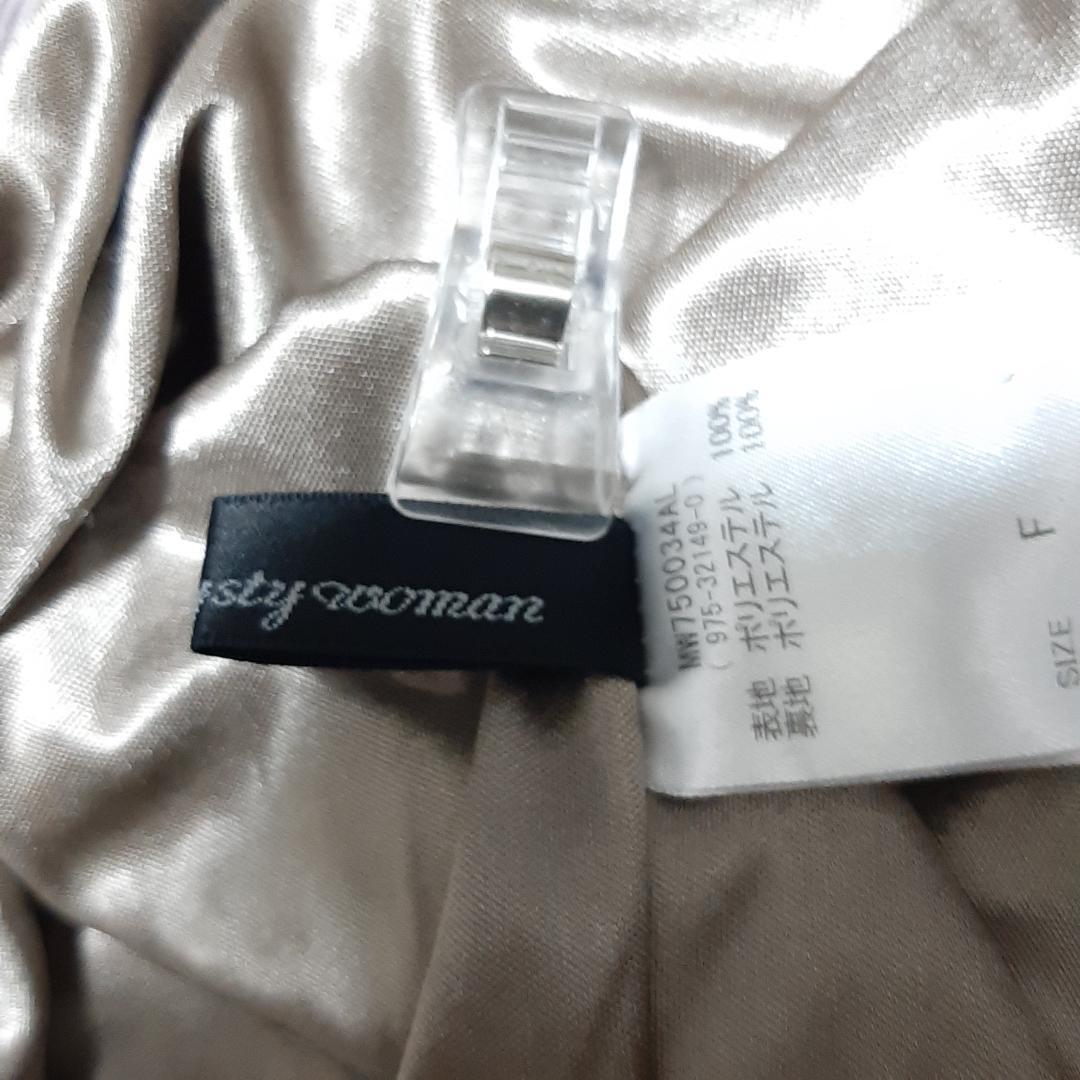 sty woman
MW750034AL
( 975-32149-0 )
表地 ポリエステル 100%
裏地 ポリエステル 100%
SIZE F